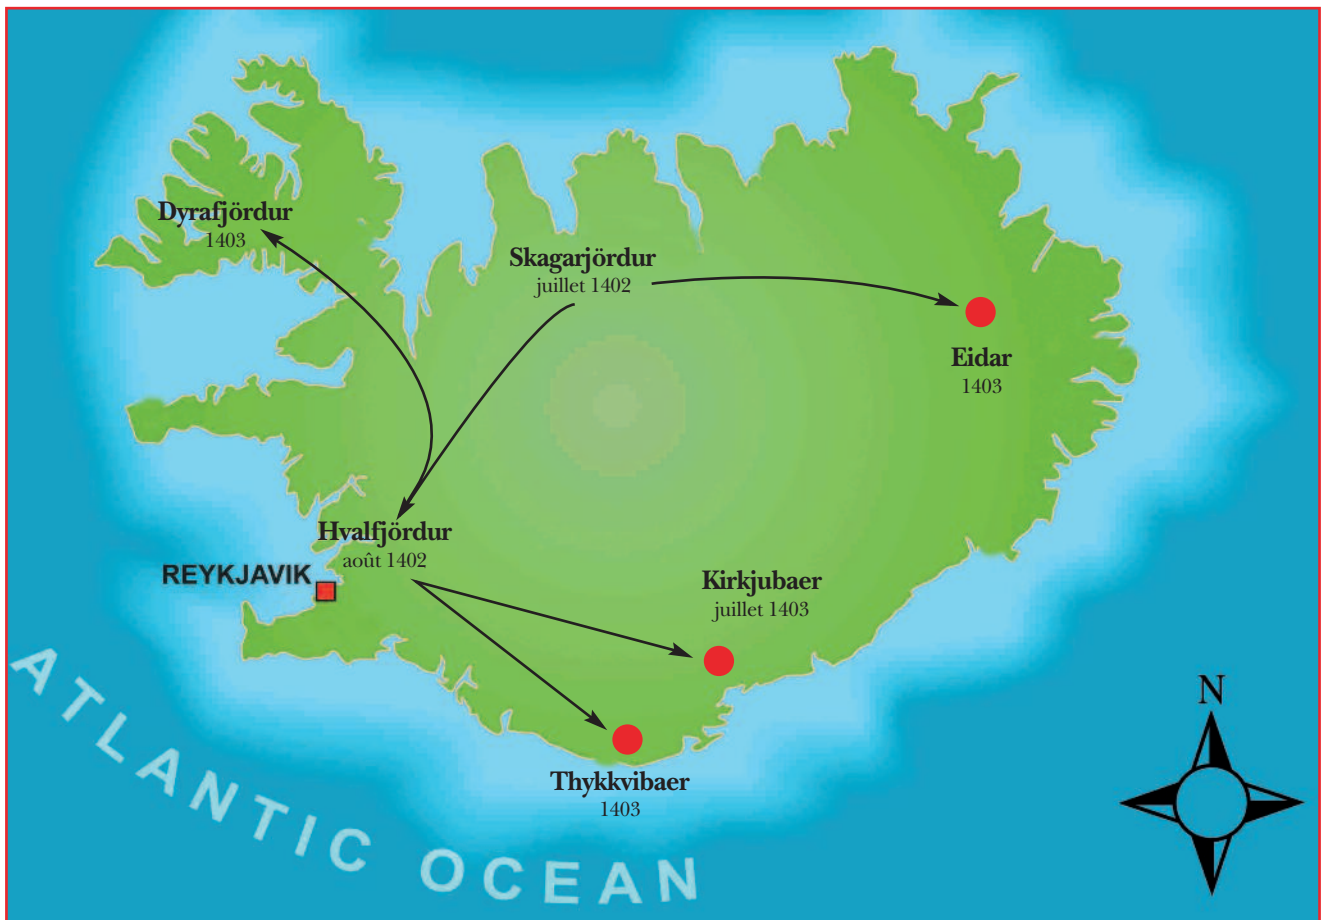 Dyrafjördur
1403
Skagarjördur
juillet 1402
Eidar
1403
Hvalfjördur
août 1402
REYKJAVIK
Kirkjubaer
juillet 1403
Thykkvibaer
1403
N
ATLANTIC OCEAN